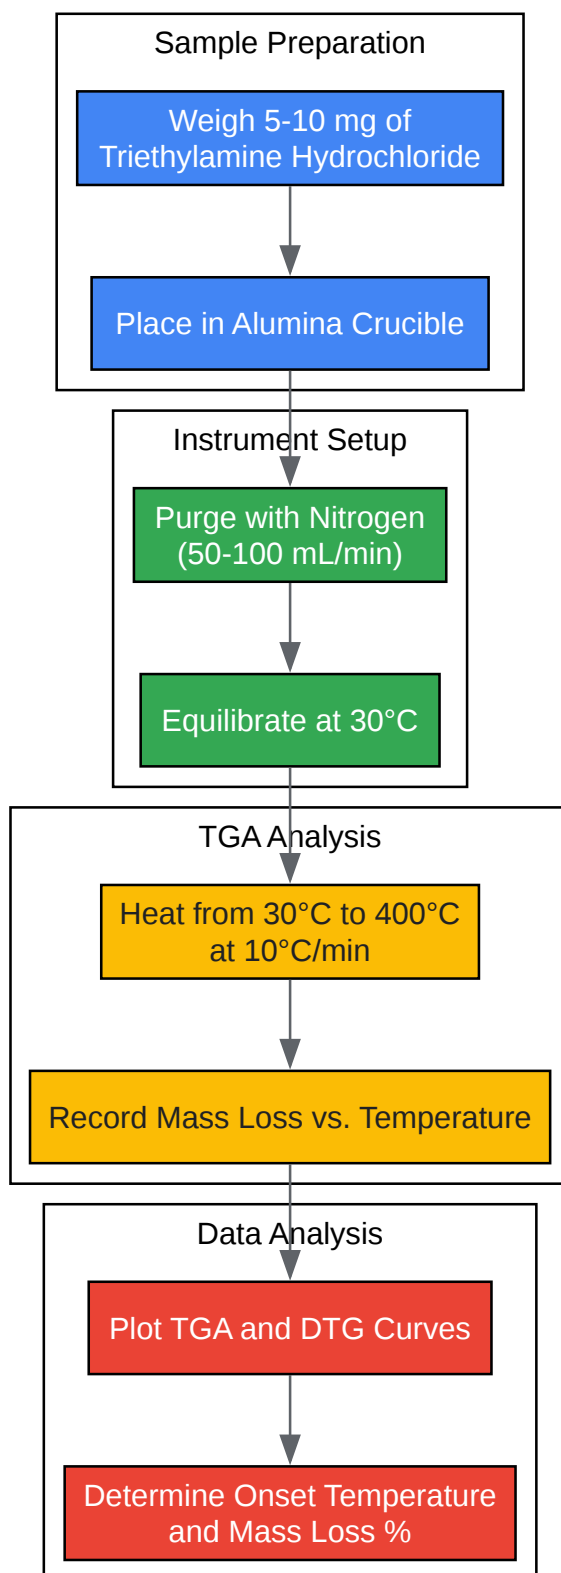 Sample Preparation
Weigh 5-10 mg of
Triethylamine Hydrochloride
Place in Alumina Crucible
Instrument Setup
Purge with Nitrogen
(50-100 mL/min)
Equilibrate at 30°C
TGA Analysis
Heat from 30°C to 400°C
at 10°C/min
Record Mass Loss vs. Temperature
Data Analysis
Plot TGA and DTG Curves
Determine Onset Temperature
and Mass Loss %